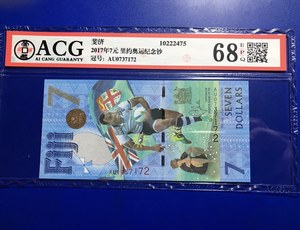 ACG
AI CANG GUARANTY
斐济
10222475
2017年7元 里约奥运纪念钞
冠号: AU0737172
68 EPQ
7
SEVEN
DOLLARS
Fiji
7